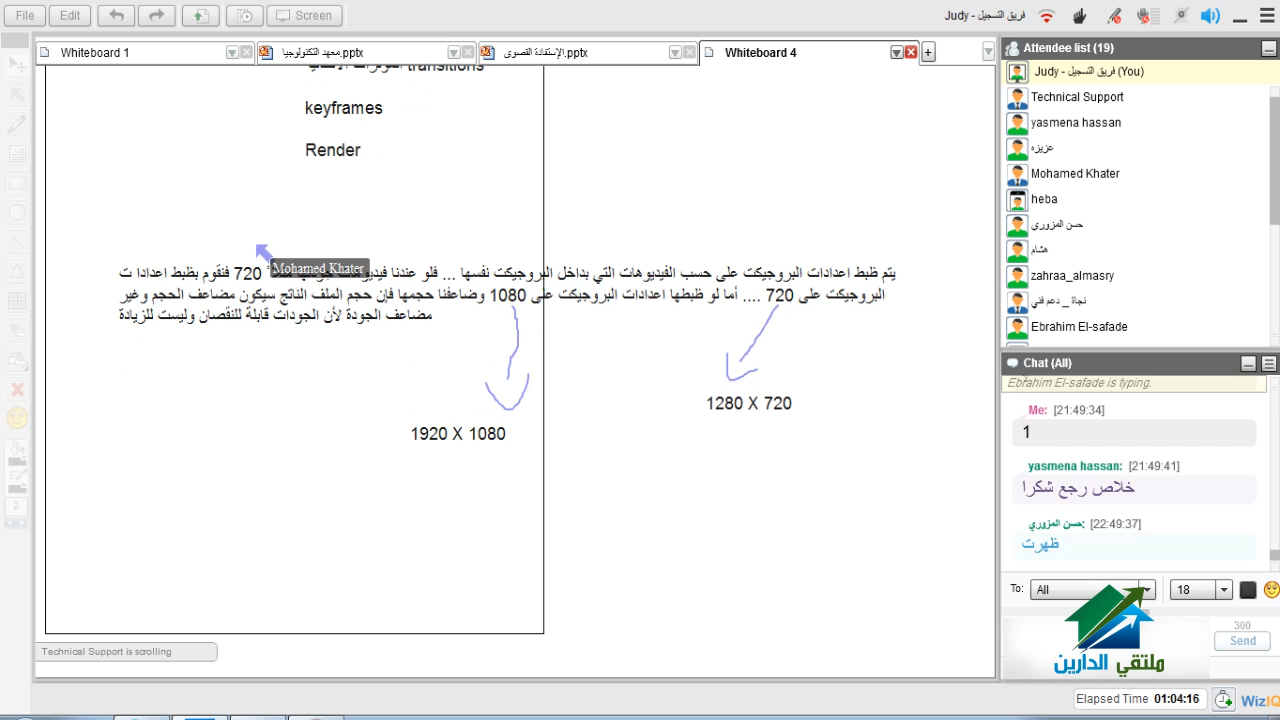 File
Edit
Screen
Judy - فريق التسجيل
Whiteboard 1
معهد التكنولوجيا.pptx
الإستفادة القصوى.pptx
Whiteboard 4
transitions
keyframes
Render
Mohamed Khater
يتم ظبط اعدادات البروجيكت على حسب الفيديوهات التي بداخل البروجيكت نفسها ... فلو عندنا 720 فنقوم بظبط اعدادا ت
البروجيكت على 720 .... أما لو ظبطها اعدادات البروجيكت على 1080 وضاعفنا حجمها فإن حجم الملف الناتج سيكون مضاعف الحجم وغير
مضاعف الجودة لأن الجودات قابلة للنقصان وليست للزيادة
1280 X 720
1920 X 1080
Technical Support is scrolling
Attendee list (19)
Judy - فريق التسجيل (You)
Technical Support
yasmena hassan
عزيزه
Mohamed Khater
heba
حسن المزوري
هشام
zahraa_almasry
نجاة _ دعم فني
Ebrahim El-safade
Chat (All)
Ebrahim El-safade is typing.
Me: [21:49:34]
1
yasmena hassan: [21:49:41]
خلاص رجع شكرا
حسن المزوري: [22:49:37]
ظهرت
To: All 18
300
Send
ملتقي الدارين
Elapsed Time 01:04:16
WizIQ